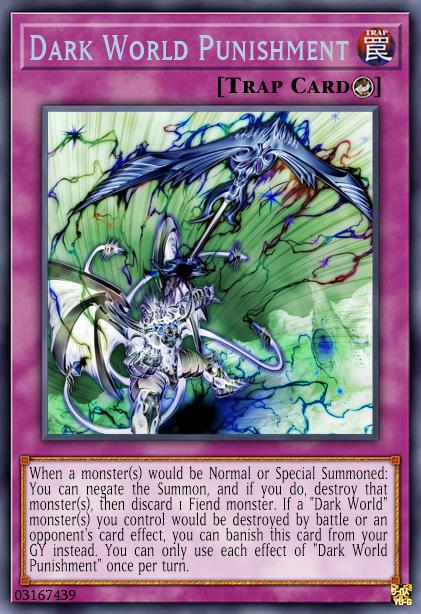 DARK WORLD PUNISHMENT
TRAP
罠
[TRAP CARD]
When a monster(s) would be Normal or Special Summoned:
You can negate the Summon, and if you do, destroy that
monster(s), then discard 1 Fiend monster. If a "Dark World"
monster(s) you control would be destroyed by battle or an
opponent's card effect, you can banish this card from your
GY instead. You can only use each effect of "Dark World
Punishment" once per turn.
03167439